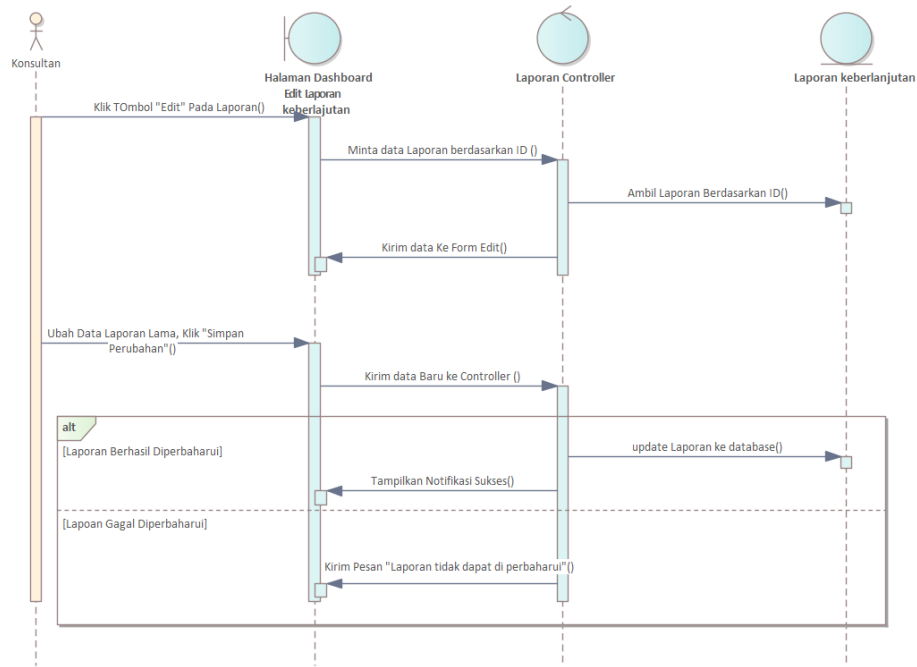 Konsultan
Halaman Dashboard
Edit laporan
keberlajutan
Laporan Controller
Laporan keberlanjutan
Klik TOmbol "Edit" Pada Laporan()
Minta data Laporan berdasarkan ID ()
Ambil Laporan Berdasarkan ID()
Kirim data Ke Form Edit()
Ubah Data Laporan Lama, Klik "Simpan
Perubahan"()
Kirim data Baru ke Controller ()
alt
[Laporan Berhasil Diperbaharui]
update Laporan ke database()
Tampilkan Notifikasi Sukses()
[Lapoan Gagal Diperbaharui]
Kirim Pesan "Laporan tidak dapat di perbaharui"()